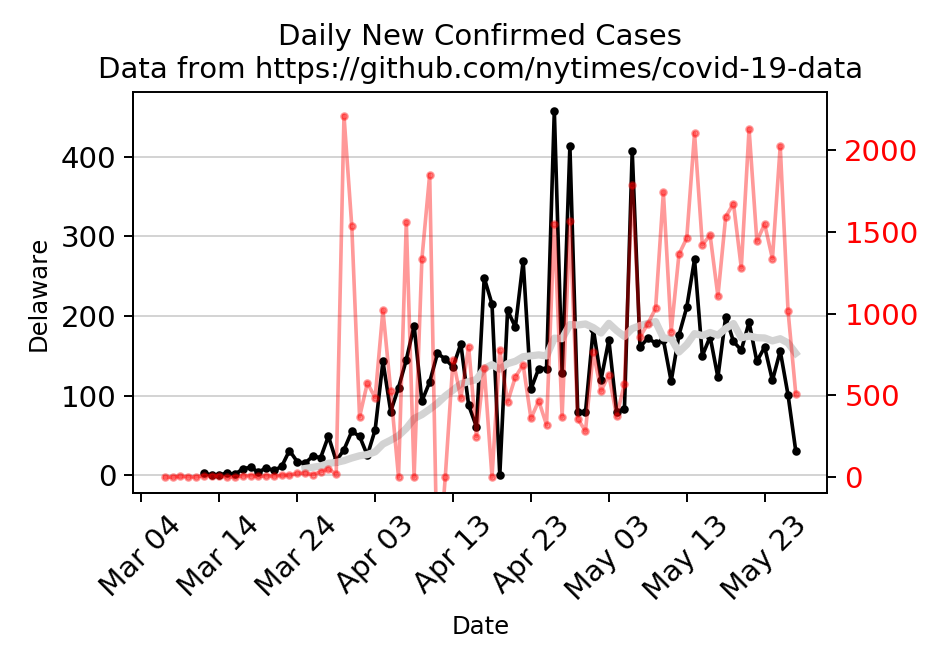 Daily New Confirmed Cases
Data from https://github.com/nytimes/covid-19-data
400
300
200
100
0
Delaware
2000
1500
1000
500
0
Mar 04
Mar 14
Mar 24
Apr 03
Apr 13
Apr 23
May 03
May 13
May 23
Date